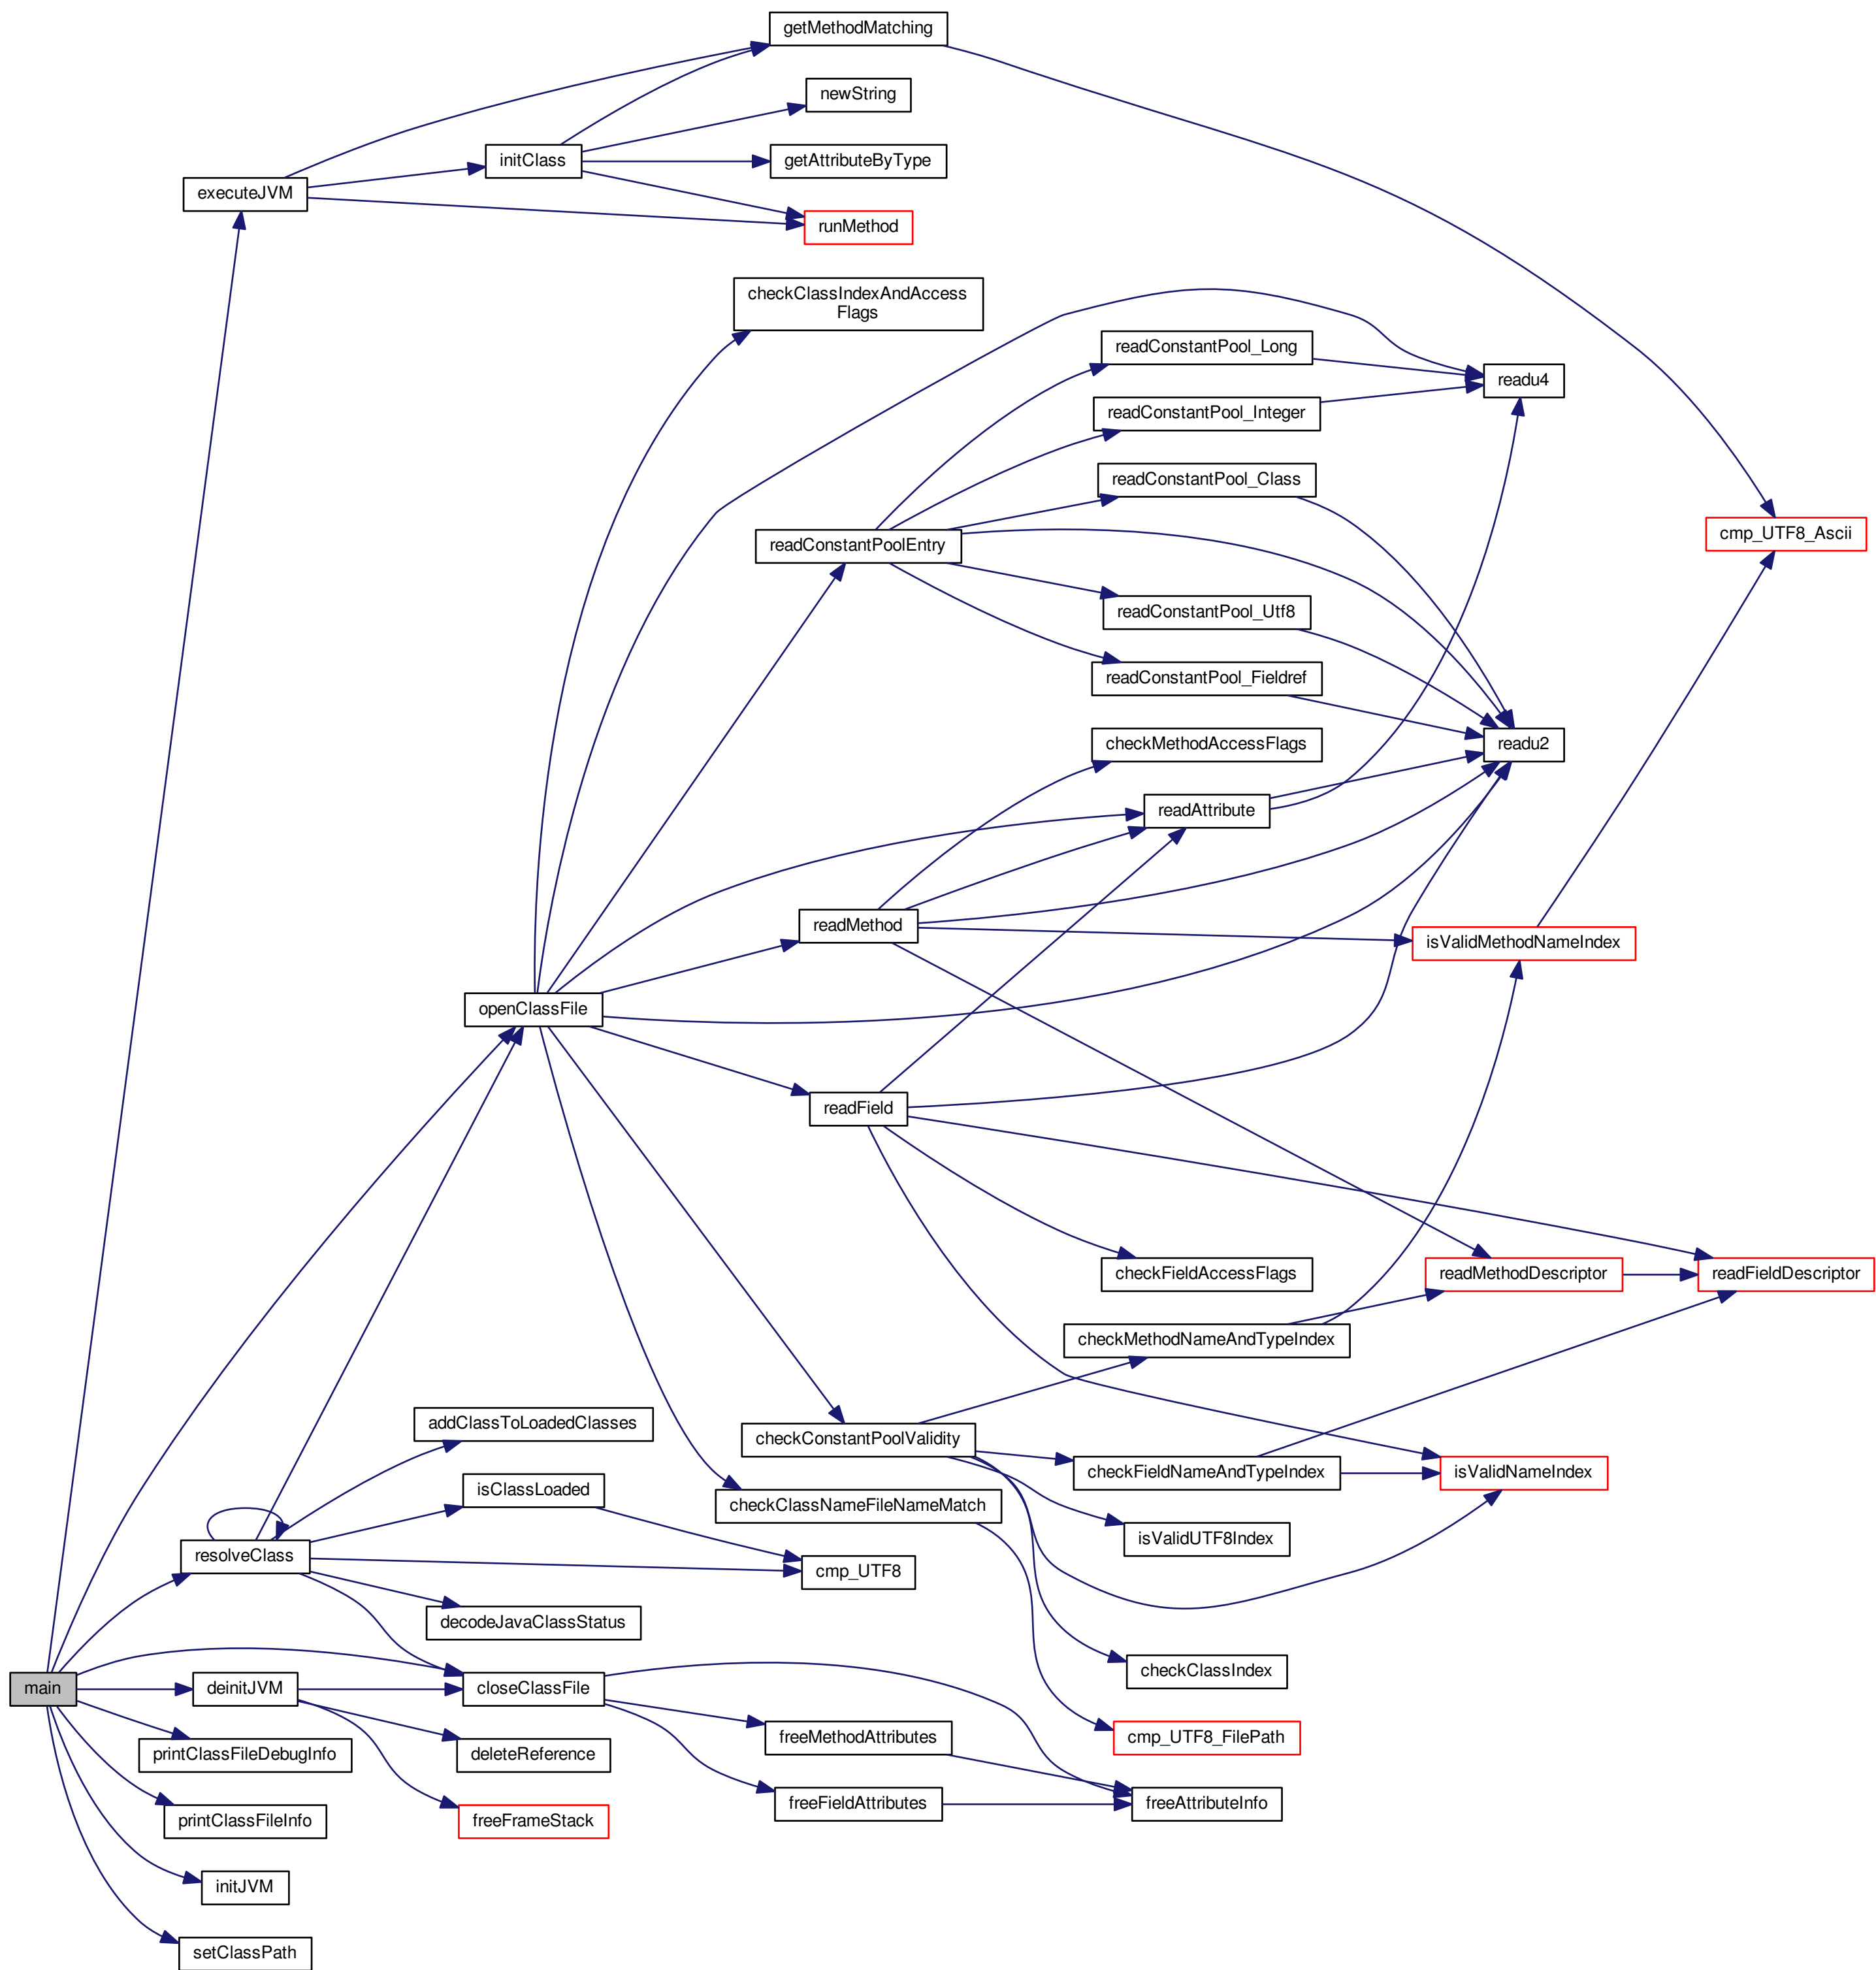 getMethodMatching
newString
initClass
getAttributeByType
executeJVM
runMethod
checkClassIndexAndAccess
Flags
readConstantPool_Long
readu4
readConstantPool_Integer
readConstantPool_Class
cmp_UTF8_Ascii
readConstantPoolEntry
readConstantPool_Utf8
readConstantPool_Fieldref
checkMethodAccessFlags
readu2
readAttribute
readMethod
isValidMethodNameIndex
openClassFile
readField
checkFieldAccessFlags
readMethodDescriptor
readFieldDescriptor
checkMethodNameAndTypeIndex
addClassToLoadedClasses
checkConstantPoolValidity
checkFieldNameAndTypeIndex
isValidNameIndex
isClassLoaded
checkClassNameFileNameMatch
isValidUTF8Index
resolveClass
cmp_UTF8
decodeJavaClassStatus
checkClassIndex
main
deinitJVM
closeClassFile
freeMethodAttributes
cmp_UTF8_FilePath
printClassFileDebugInfo
deleteReference
freeFieldAttributes
freeAttributeInfo
printClassFileInfo
freeFrameStack
initJVM
setClassPath